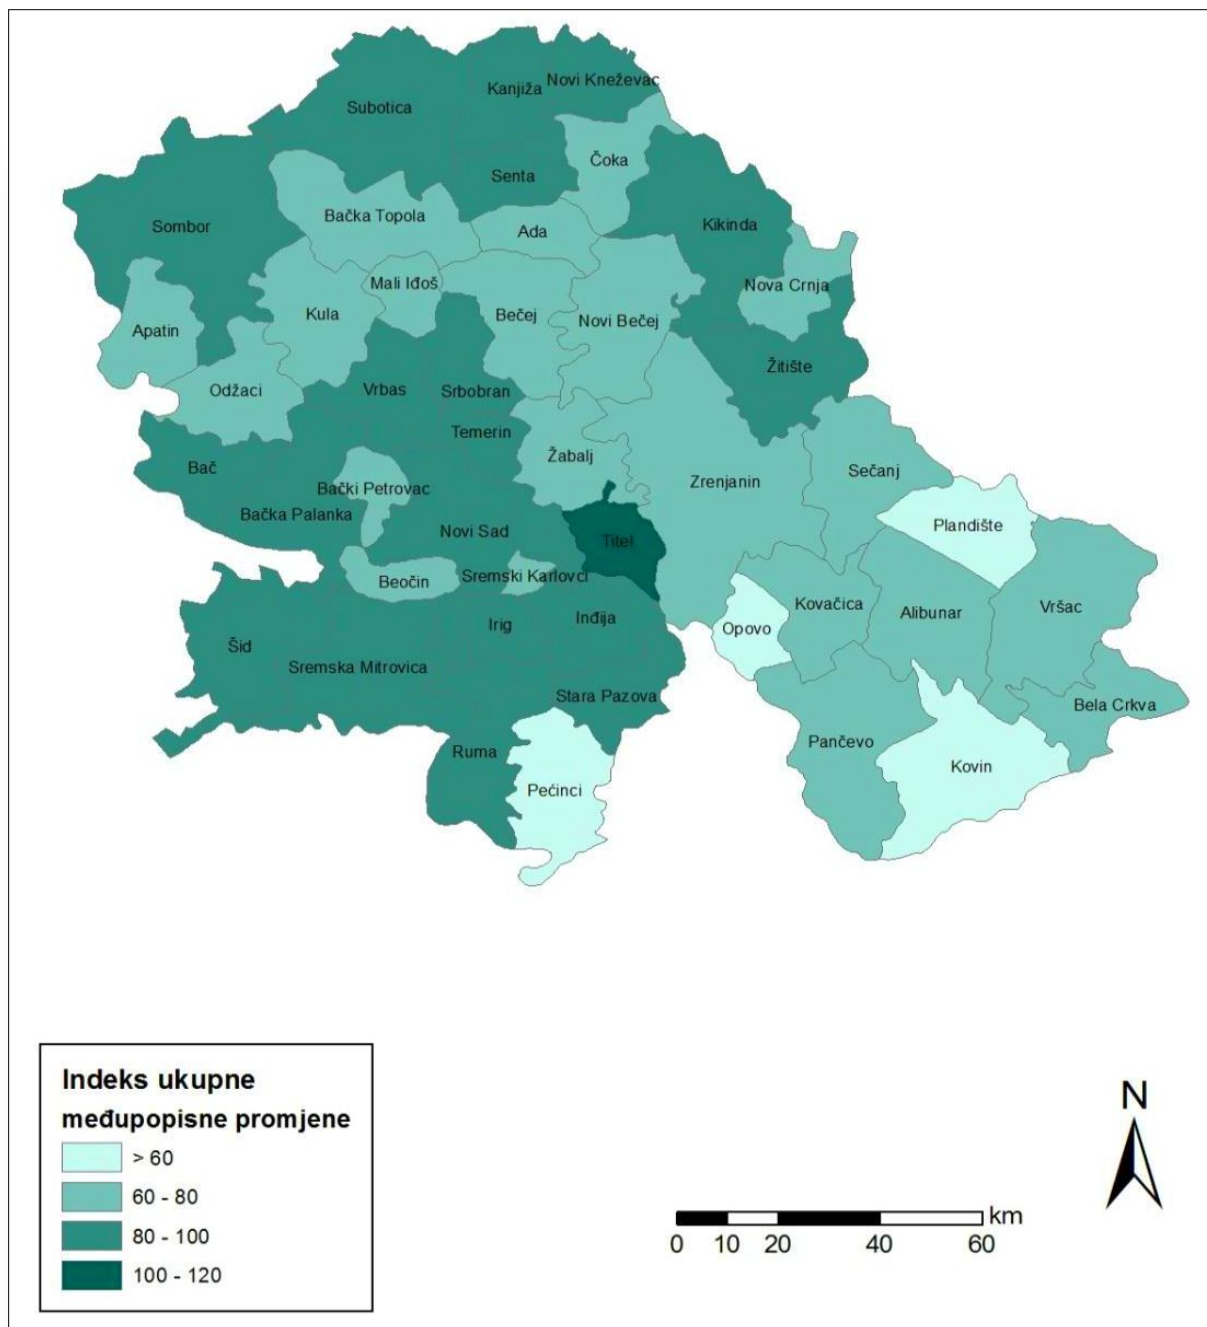 Novi Kneževac
Kanjiža
Subotica
Čoka
Senta
Bačka Topola
Sombor
Ada
Kikinda
Mali Iđoš
Nova Crnja
Kula
Bečej
Novi Bečej
Apatin
Žitište
Odžaci
Vrbas
Srbobran
Temerin
Žabalj
Bač
Sečanj
Zrenjanin
Bački Petrovac
Bačka Palanka
Plandište
Novi Sad
Titel
Beočin
Sremski Karlovci
Kovačica
Vršac
Alibunar
Inđija
Irig
Opovo
Šid
Sremska Mitrovica
Stara Pazova
Bela Crkva
Pančevo
Ruma
Kovin
Pećinci
Indeks ukupne
međupopisne promjene
> 60
60 - 80
80 - 100
100 - 120
N
km
0 10 20 40 60